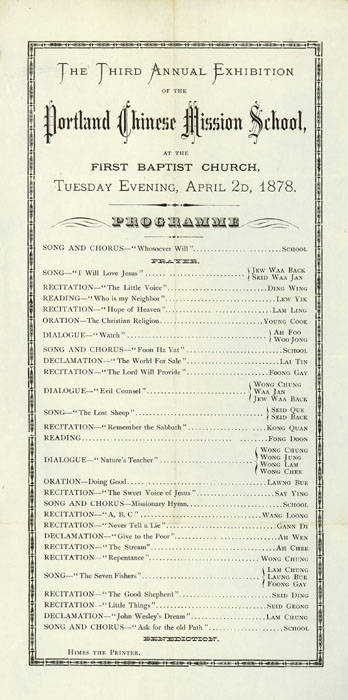 The Third Annual Exhibition
OF THE
Portland Chinese Mission School,
AT THE
FIRST BAPTIST CHURCH,
Tuesday Evening, April 2d, 1878.
PROGRAMME
SONG AND CHORUS—"Whosoever Will" School
PRAYER.
SONG—"I Will Love Jesus" { Jew Waa Back
{ Seid Waa Jan
RECITATION—"The Little Voice" Ding Wing
READING—"Who is my Neighbor" Lew Yik
RECITATION—"Hope of Heaven" Lam Ling
ORATION—The Christian Religion Young Cook
DIALOGUE—"Watch" { Ah Foo
{ Woo Jong
SONG AND CHORUS—"Foon Ha Yat" School
DECLAMATION—"The World For Sale" Lai Tin
RECITATION—"The Lord Will Provide" Foong Gay
DIALOGUE—"Evil Counsel" { Wong Chung
{ Waa Jan
{ Jew Waa Back
SONG—"The Lost Sheep" { Seid Que
{ Seid Back
RECITATION—"Remember the Sabbath" Kong Quan
READING Fong Doon
DIALOGUE—"Nature's Teacher" { Wong Chung
{ Wong Jung
{ Wong Lam
{ Wong Chee
ORATION—Doing Good Lawng Bue
RECITATION—"The Sweet Voice of Jesus" Say Ying
SONG AND CHORUS—Missionary Hymn School
RECITATION—"A, B, C" Wang Loong
RECITATION—"Never Tell a Lie" Gann Di
DECLAMATION—"Give to the Poor" Ah Wen
RECITATION—"The Stream" Ah Chee
RECITATION—"Repentance" Wong Chung
SONG—"The Seven Fishers" { Lam Chung
{ Laung Bue
{ Foong Gay
RECITATION—"The Good Shepherd" Seid Ding
RECITATION—"Little Things" Seid Geong
DECLAMATION—"John Wesley's Dream" Lam Chung
SONG AND CHORUS—"Ask for the old Path" School
BENEDICTION.
Himes the Printer.